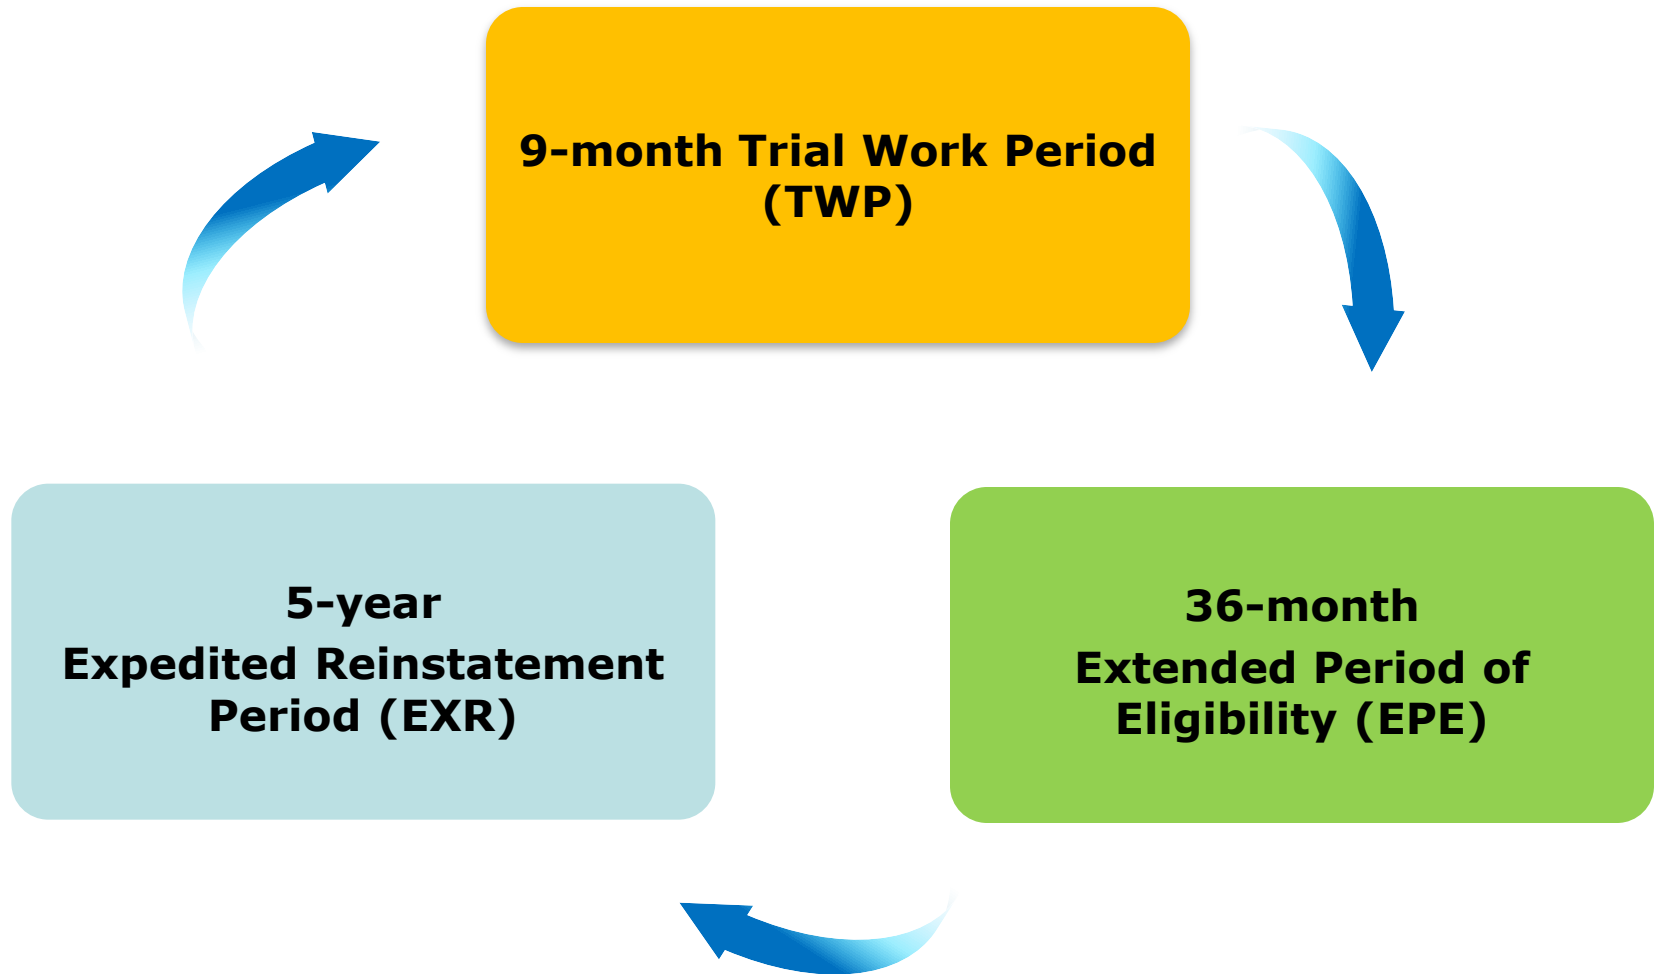 9-month Trial Work Period
(TWP)
36-month
Extended Period of
Eligibility (EPE)
5-year
Expedited Reinstatement
Period (EXR)